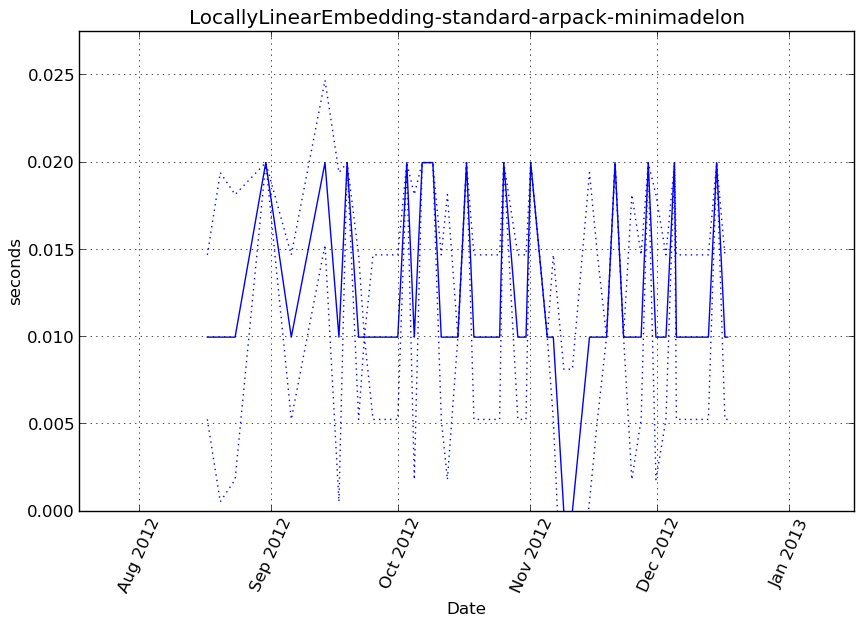 LocallyLinearEmbedding-standard-arpack-minimadelon
seconds
0.025
0.020
0.015
0.010
0.005
0.000
Aug 2012
Sep 2012
Oct 2012
Nov 2012
Dec 2012
Jan 2013
Date